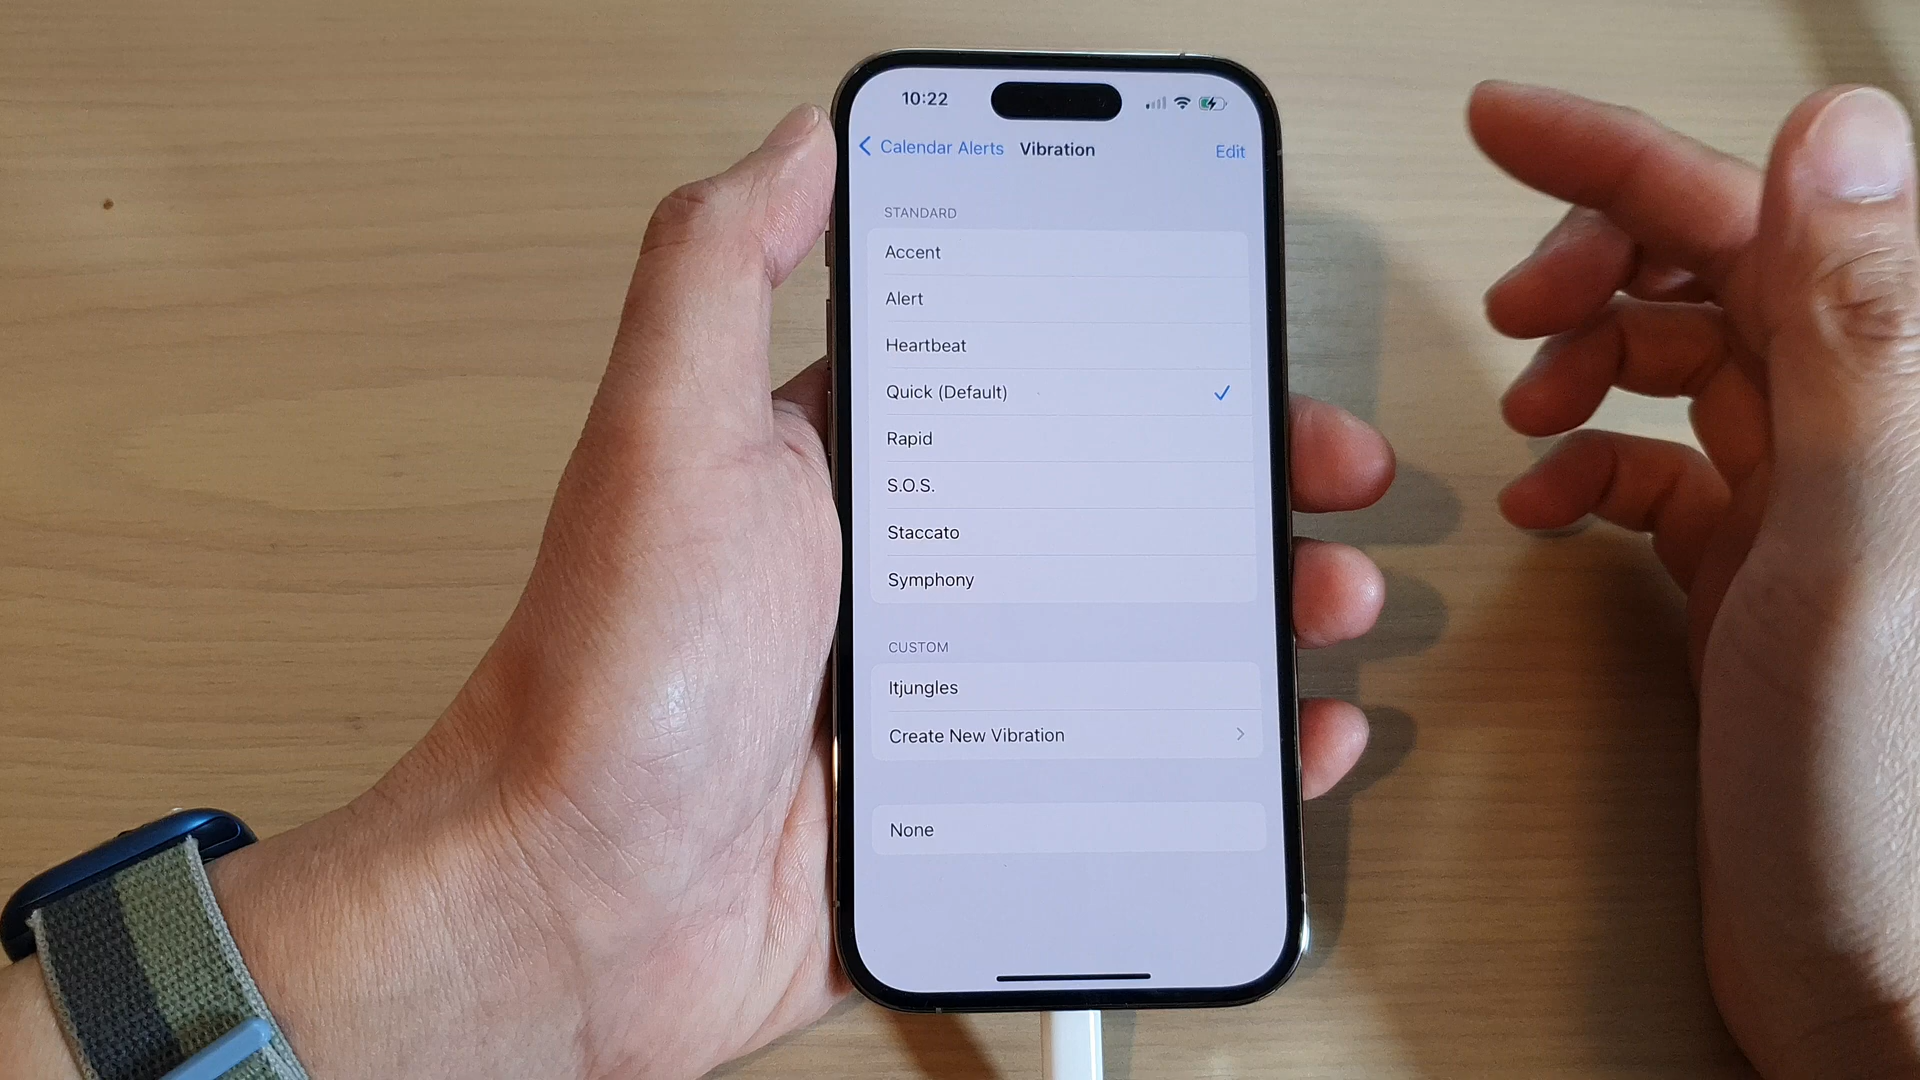 10:22
Calendar Alerts Vibration Edit
STANDARD
Accent
Alert
Heartbeat
Quick (Default)
Rapid
S.O.S.
Staccato
Symphony
CUSTOM
Itjungles
Create New Vibration
None